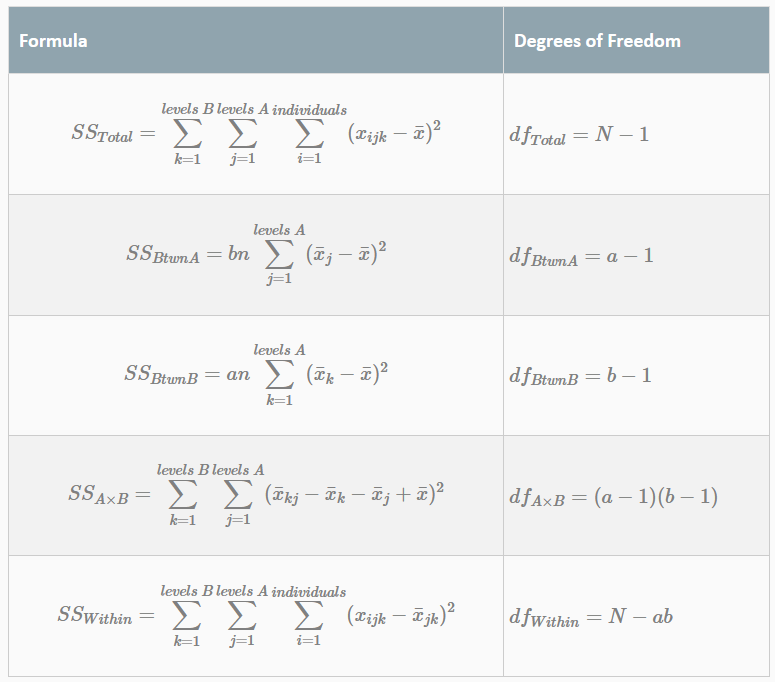 Formula Degrees of Freedom
$SS_{Total} = \sum_{k=1}^{levels\ B} \sum_{j=1}^{levels\ A} \sum_{i=1}^{individuals} (x_{ijk} - \bar{x})^2$ $df_{Total} = N - 1$
$SS_{BtwnA} = bn \sum_{j=1}^{levels\ A} (\bar{x}_j - \bar{x})^2$ $df_{BtwnA} = a - 1$
$SS_{BtwnB} = an \sum_{k=1}^{levels\ A} (\bar{x}_k - \bar{x})^2$ $df_{BtwnB} = b - 1$
$SS_{A \times B} = \sum_{k=1}^{levels\ B} \sum_{j=1}^{levels\ A} (\bar{x}_{kj} - \bar{x}_k - \bar{x}_j + \bar{x})^2$ $df_{A \times B} = (a - 1)(b - 1)$
$SS_{Within} = \sum_{k=1}^{levels\ B} \sum_{j=1}^{levels\ A} \sum_{i=1}^{individuals} (x_{ijk} - \bar{x}_{jk})^2$ $df_{Within} = N - ab$